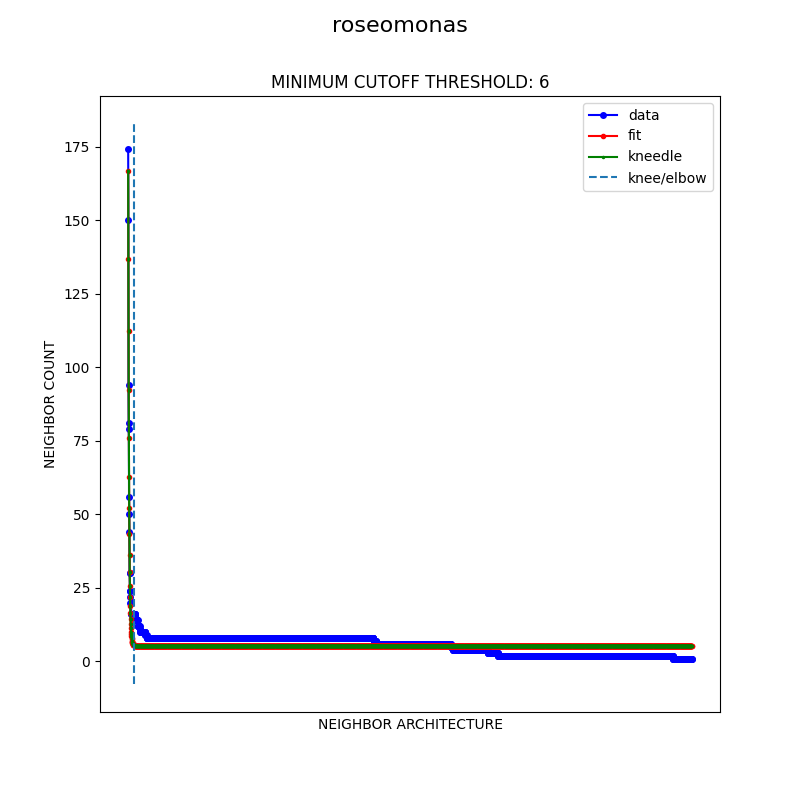 roseomonas
MINIMUM CUTOFF THRESHOLD: 6
data
fit
kneedle
knee/elbow
175
150
125
100
75
50
25
0
NEIGHBOR COUNT
NEIGHBOR ARCHITECTURE